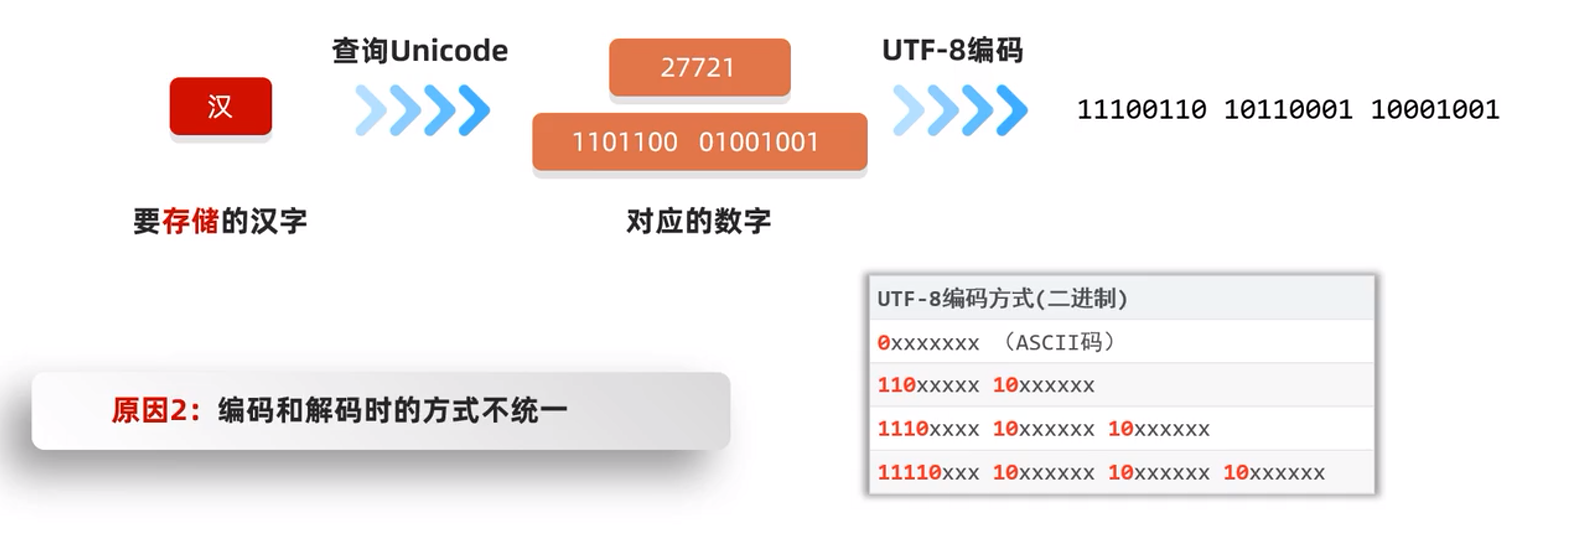 查询Unicode
UTF-8编码
汉
27721
1101100 01001001
11100110 10110001 10001001
要存储的汉字
对应的数字
UTF-8编码方式(二进制)
0xxxxxxx （ASCII码）
110xxxxx 10xxxxxx
1110xxxx 10xxxxxx 10xxxxxx
11110xxx 10xxxxxx 10xxxxxx 10xxxxxx
原因2：编码和解码时的方式不统一